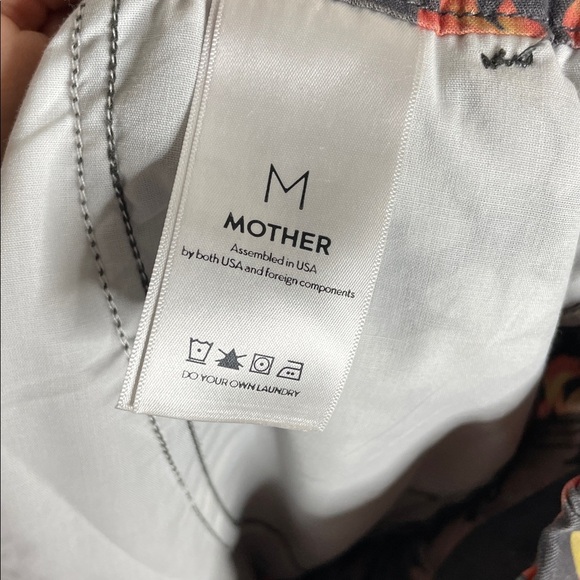 M
MOTHER
Assembled in USA
by both USA and foreign components
DO YOUR OWN LAUNDRY